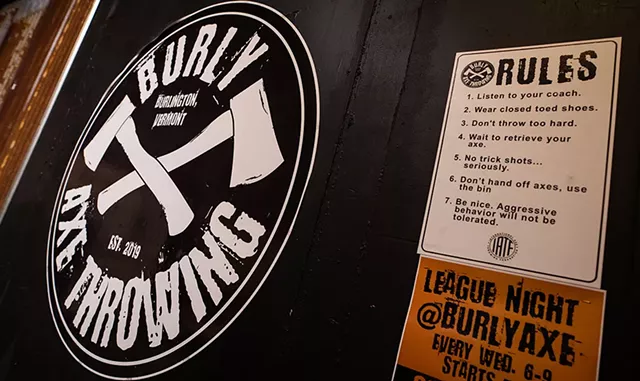 BURLY
BURLINGTON,
VERMONT
EST. 2019
AXE THROWING
BURLY
AXE THROWING
RULES
1. Listen to your coach.
2. Wear closed toed shoes.
3. Don't throw too hard.
4. Wait to retrieve your
axe.
5. No trick shots...
seriously.
6. Don't hand off axes, use
the bin
7. Be nice. Aggressive
behavior will not be
tolerated.
IATF
LEAGUE NIGHT
@BURLYAXE
EVERY WED. 6-9
STARTS